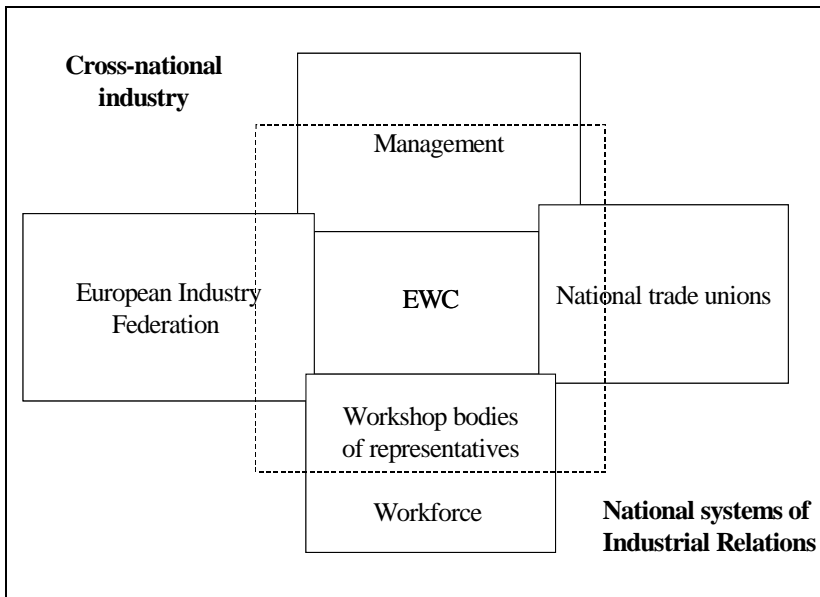 Cross-national
industry
Management
European Industry
Federation
EWC
National trade unions
Workshop bodies
of representatives
Workforce
National systems of
Industrial Relations